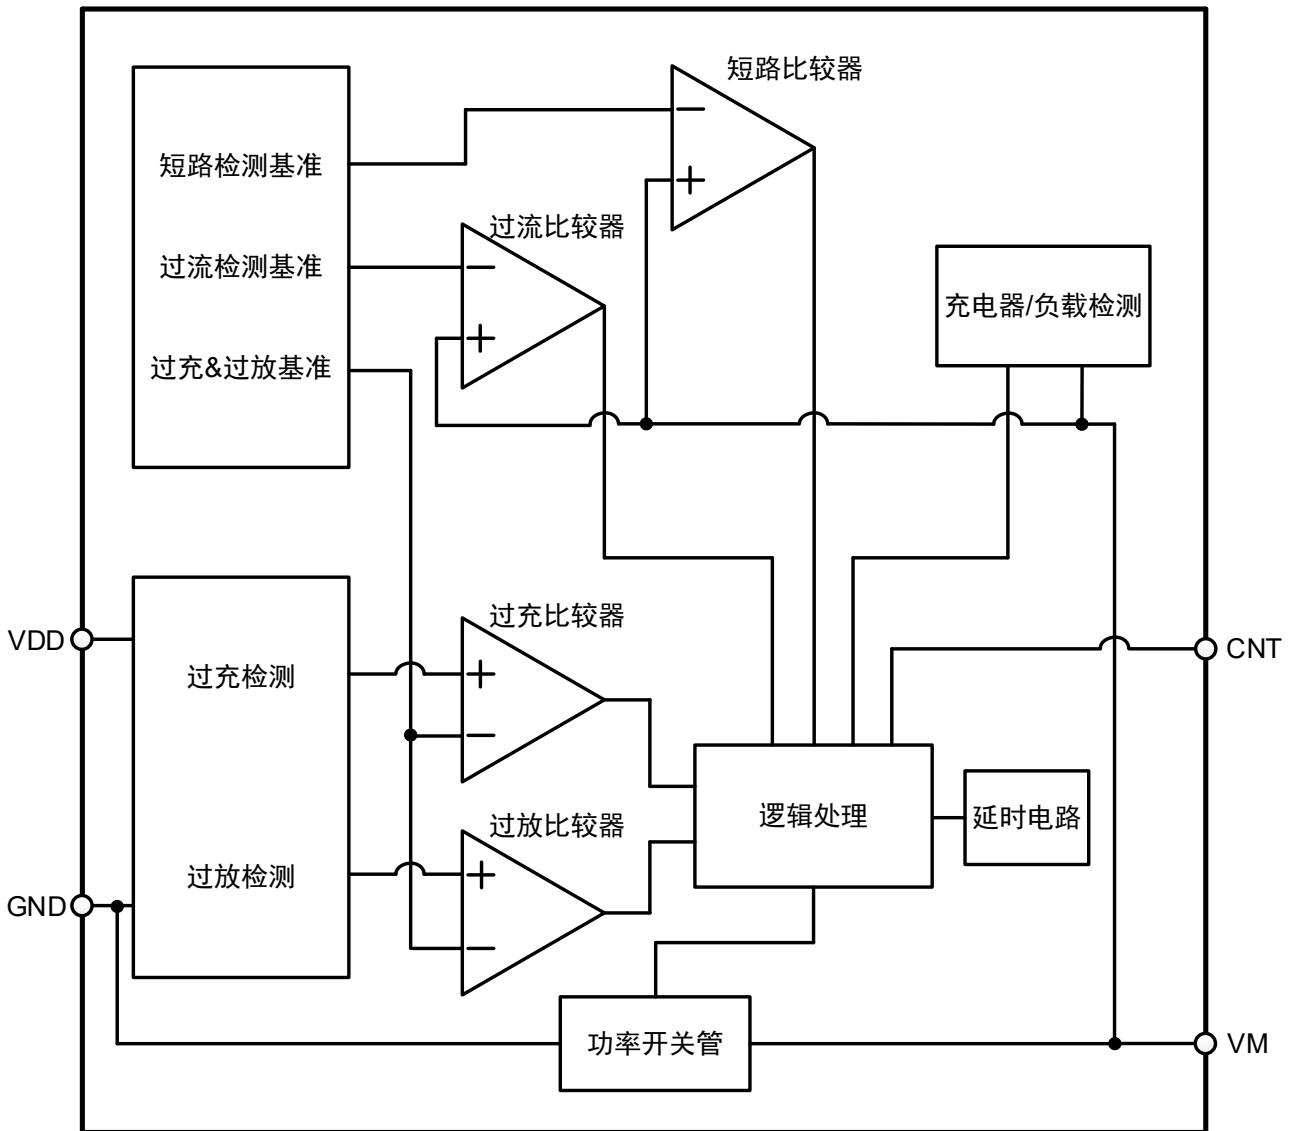 短路比较器
短路检测基准
过流比较器
过流检测基准
充电器/负载检测
过充&过放基准
过充比较器
VDD
CNT
过充检测
逻辑处理
延时电路
过放比较器
过放检测
GND
功率开关管
VM